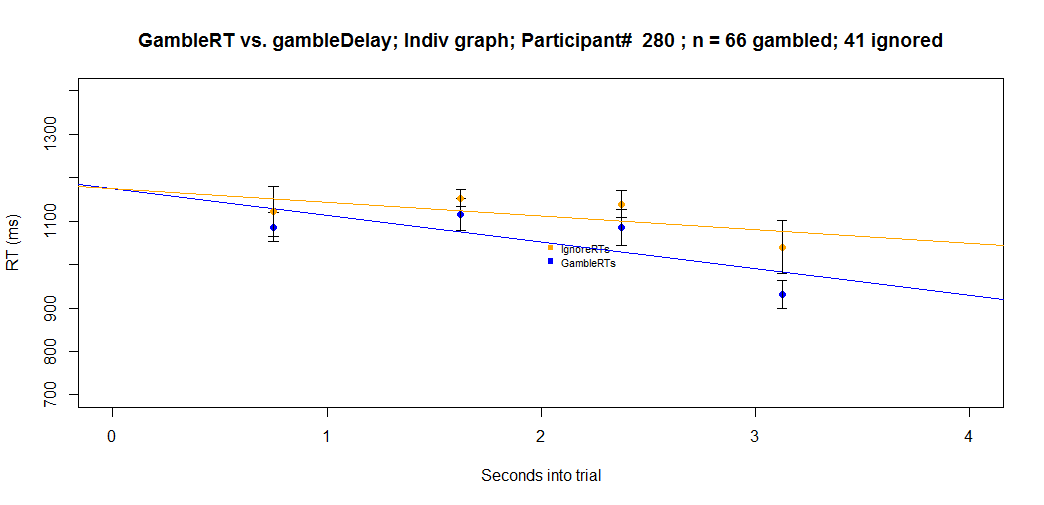 GambleRT vs. gambleDelay; Indiv graph; Participant#  280 ; n = 66 gambled; 41 ignored
RT (ms)
1300
1100
900
800
700
IgnoreRTs
GambleRTs
0 1 2 3 4
Seconds into trial